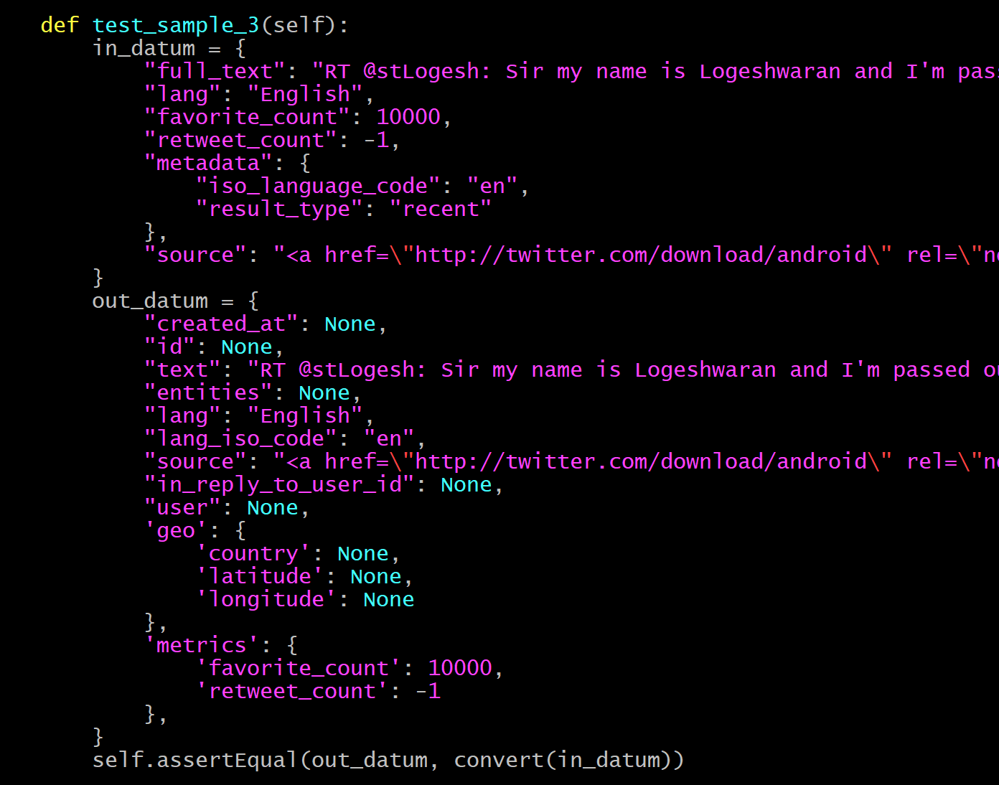 def test_sample_3(self):
in_datum = {
"full_text": "RT @stLogesh: Sir my name is Logeshwaran and I'm
"lang": "English",
"favorite_count": 10000,
"retweet_count": -1,
"metadata": {
"iso_language_code": "en",
"result_type": "recent"
},
"source": "<a href=\"http://twitter.com/download/android\" rel=\"
}
out_datum = {
"created_at": None,
"id": None,
"text": "RT @stLogesh: Sir my name is Logeshwaran and I'm passed
"entities": None,
"lang": "English",
"lang_iso_code": "en",
"source": "<a href=\"http://twitter.com/download/android\" rel=\"
"in_reply_to_user_id": None,
"user": None,
'geo': {
'country': None,
'latitude': None,
'longitude': None
},
'metrics': {
'favorite_count': 10000,
'retweet_count': -1
},
}
self.assertEqual(out_datum, convert(in_datum))